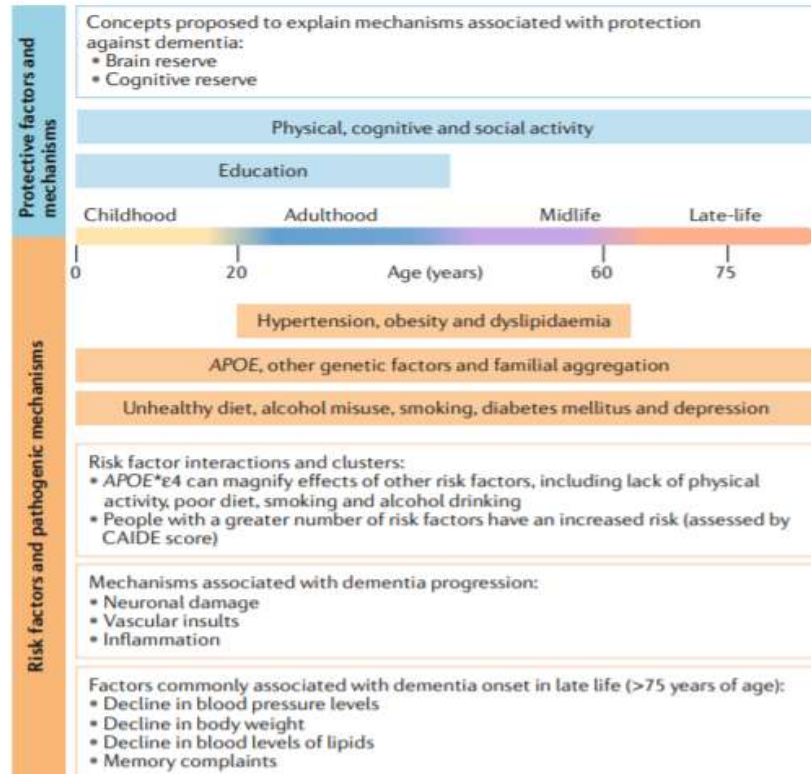 Protective factors and
mechanisms
Concepts proposed to explain mechanisms associated with protection
against dementia:
• Brain reserve
• Cognitive reserve
Physical, cognitive and social activity
Education
Childhood Adulthood Midlife Late-life
0 20 Age (years) 60 75
Risk factors and pathogenic mechanisms
Hypertension, obesity and dyslipidaemia
APOE, other genetic factors and familial aggregation
Unhealthy diet, alcohol misuse, smoking, diabetes mellitus and depression
Risk factor interactions and clusters:
• APOE*ε4 can magnify effects of other risk factors, including lack of physical
activity, poor diet, smoking and alcohol drinking
• People with a greater number of risk factors have an increased risk (assessed by
CAIDE score)
Mechanisms associated with dementia progression:
• Neuronal damage
• Vascular insults
• Inflammation
Factors commonly associated with dementia onset in late life (>75 years of age):
• Decline in blood pressure levels
• Decline in body weight
• Decline in blood levels of lipids
• Memory complaints